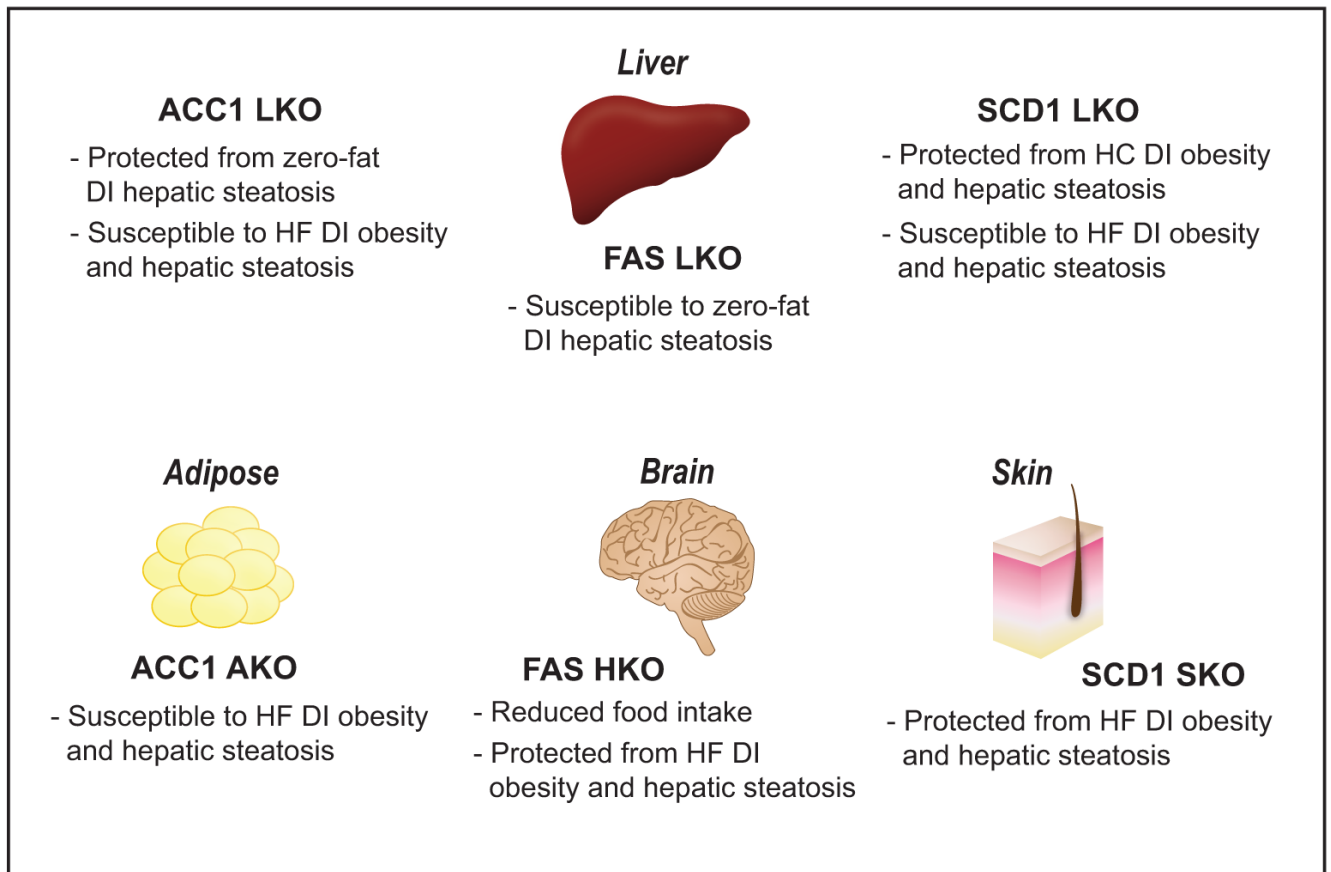 Liver
ACC1 LKO
- Protected from zero-fat
DI hepatic steatosis
- Susceptible to HF DI obesity
and hepatic steatosis
FAS LKO
- Susceptible to zero-fat
DI hepatic steatosis
SCD1 LKO
- Protected from HC DI obesity
and hepatic steatosis
- Susceptible to HF DI obesity
and hepatic steatosis
Adipose
ACC1 AKO
- Susceptible to HF DI obesity
and hepatic steatosis
Brain
FAS HKO
- Reduced food intake
- Protected from HF DI
obesity and hepatic steatosis
Skin
SCD1 SKO
- Protected from HF DI obesity
and hepatic steatosis